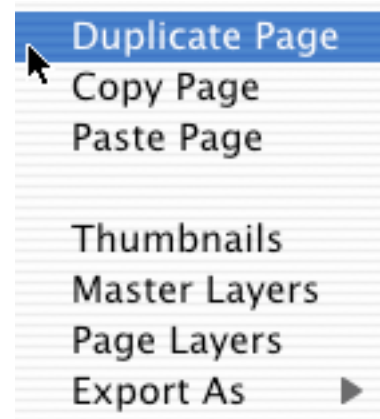 Duplicate Page
Copy Page
Paste Page
Thumbnails
Master Layers
Page Layers
Export As